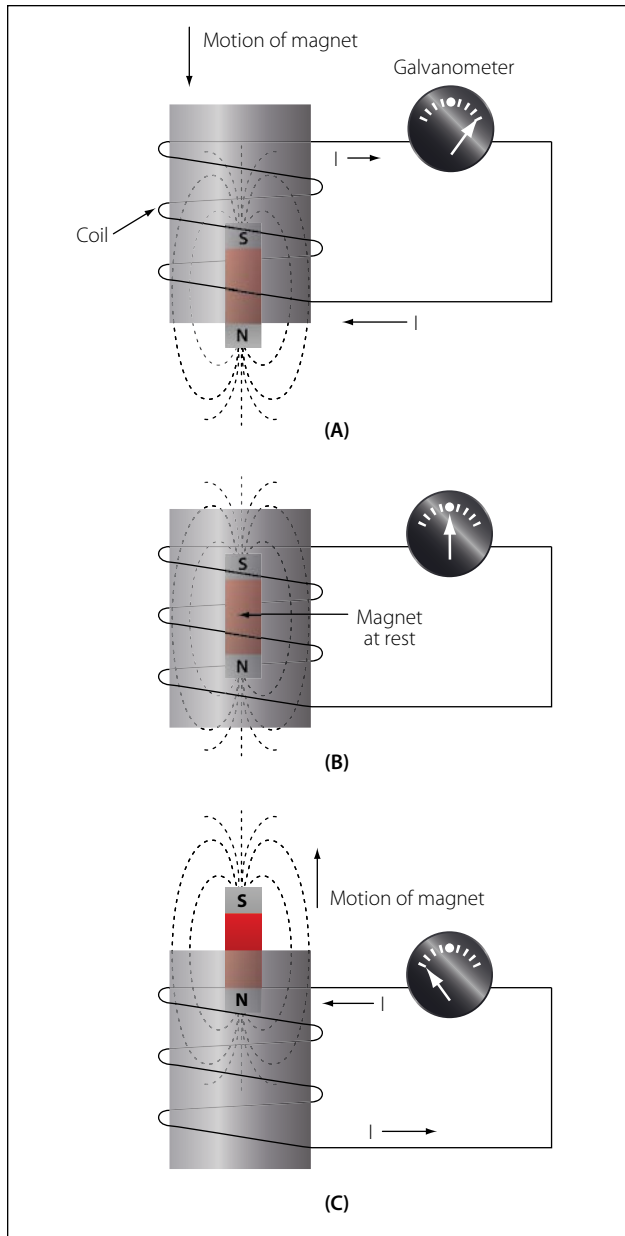 Motion of magnet
Galvanometer
I
Coil
S
N
I
(A)
S
Magnet
at rest
N
(B)
S
Motion of magnet
N
I
I
(C)